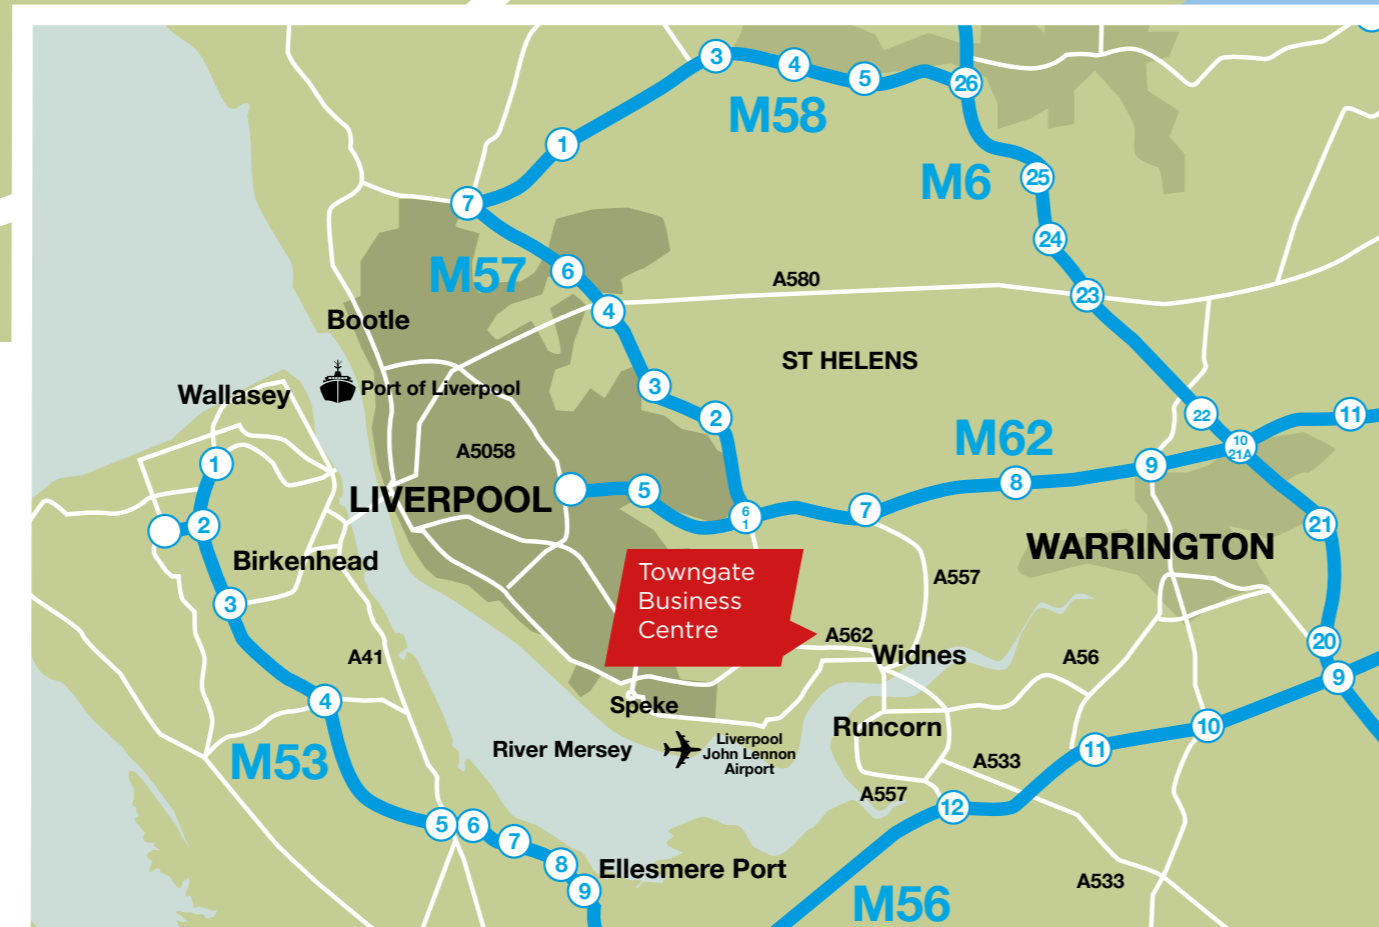 3
4
5
26
M58
1
M6
25
7
24
6
M57
A580
23
4
Bootle
ST HELENS
3
Port of Liverpool
Wallasey
2
22
11
M62
10
21A
A5058
1
9
8
5
LIVERPOOL
7
6
1
2
21
WARRINGTON
Birkenhead
Towngate
Business
Centre
A557
3
A562
20
Widnes
A56
A41
9
4
Speke
Runcorn
10
River Mersey
Liverpool
John Lennon
Airport
11
M53
A533
A557
12
5
6
7
8
Ellesmere Port
9
A533
M56